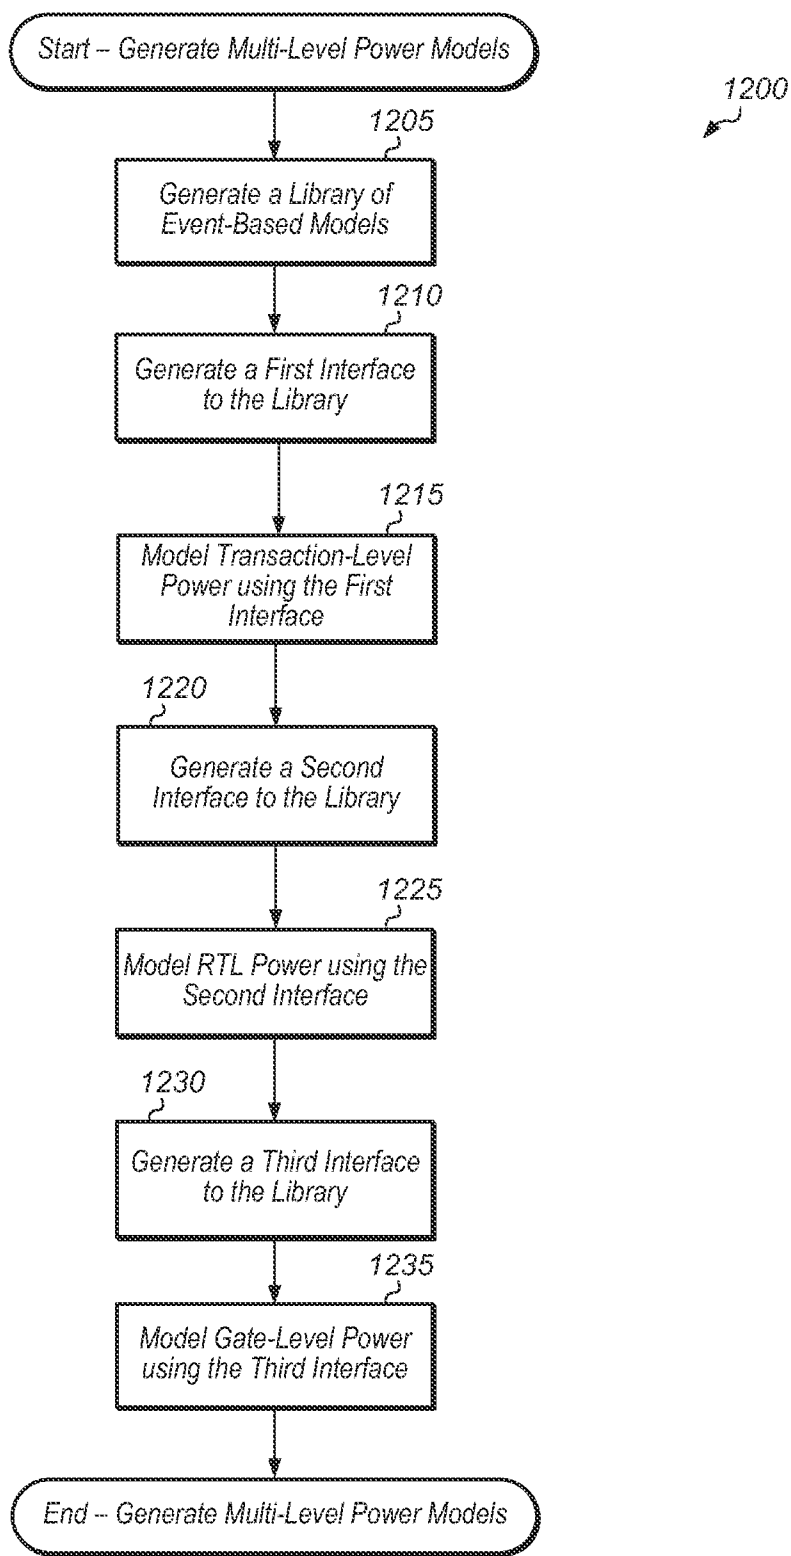 Start – Generate Multi-Level Power Models
1200
1205
Generate a Library of
Event-Based Models
1210
Generate a First Interface
to the Library
1215
Model Transaction-Level
Power using the First
Interface
1220
Generate a Second
Interface to the Library
1225
Model RTL Power using the
Second Interface
1230
Generate a Third Interface
to the Library
1235
Model Gate-Level Power
using the Third Interface
End – Generate Multi-Level Power Models